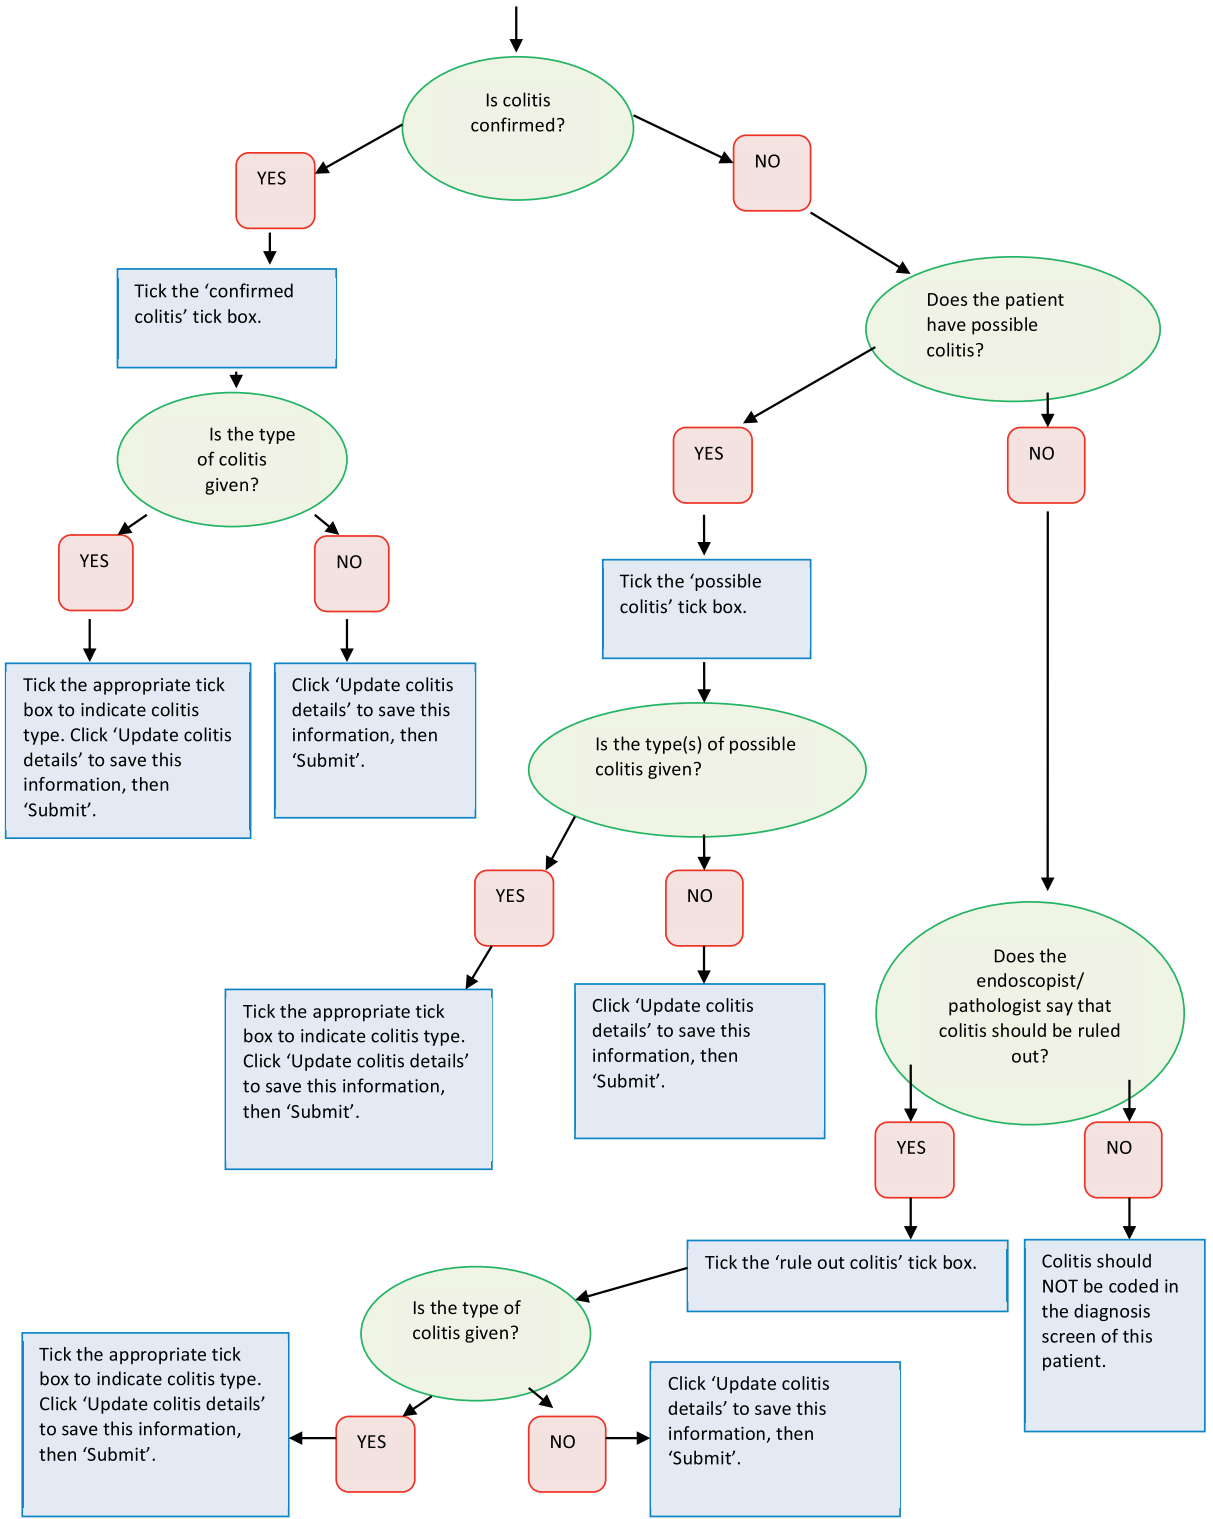 Is colitis
confirmed?
YES
NO
Tick the ‘confirmed
colitis’ tick box.
Does the patient
have possible
colitis?
Is the type
of colitis
given?
YES
NO
YES
NO
Tick the ‘possible
colitis’ tick box.
Tick the appropriate tick
box to indicate colitis
type. Click ‘Update colitis
details’ to save this
information, then
‘Submit’.
Click ‘Update colitis
details’ to save this
information, then
‘Submit’.
Is the type(s) of possible
colitis given?
YES
NO
Does the
endoscopist/
pathologist say that
colitis should be ruled
out?
Tick the appropriate tick
box to indicate colitis type.
Click ‘Update colitis details’
to save this information,
then ‘Submit’.
Click ‘Update colitis
details’ to save this
information, then
‘Submit’.
YES
NO
Tick the ‘rule out colitis’ tick box.
Colitis should
NOT be coded in
the diagnosis
screen of this
patient.
Is the type of
colitis given?
Tick the appropriate tick
box to indicate colitis type.
Click ‘Update colitis details’
to save this information,
then ‘Submit’.
YES
NO
Click ‘Update colitis
details’ to save this
information, then
‘Submit’.